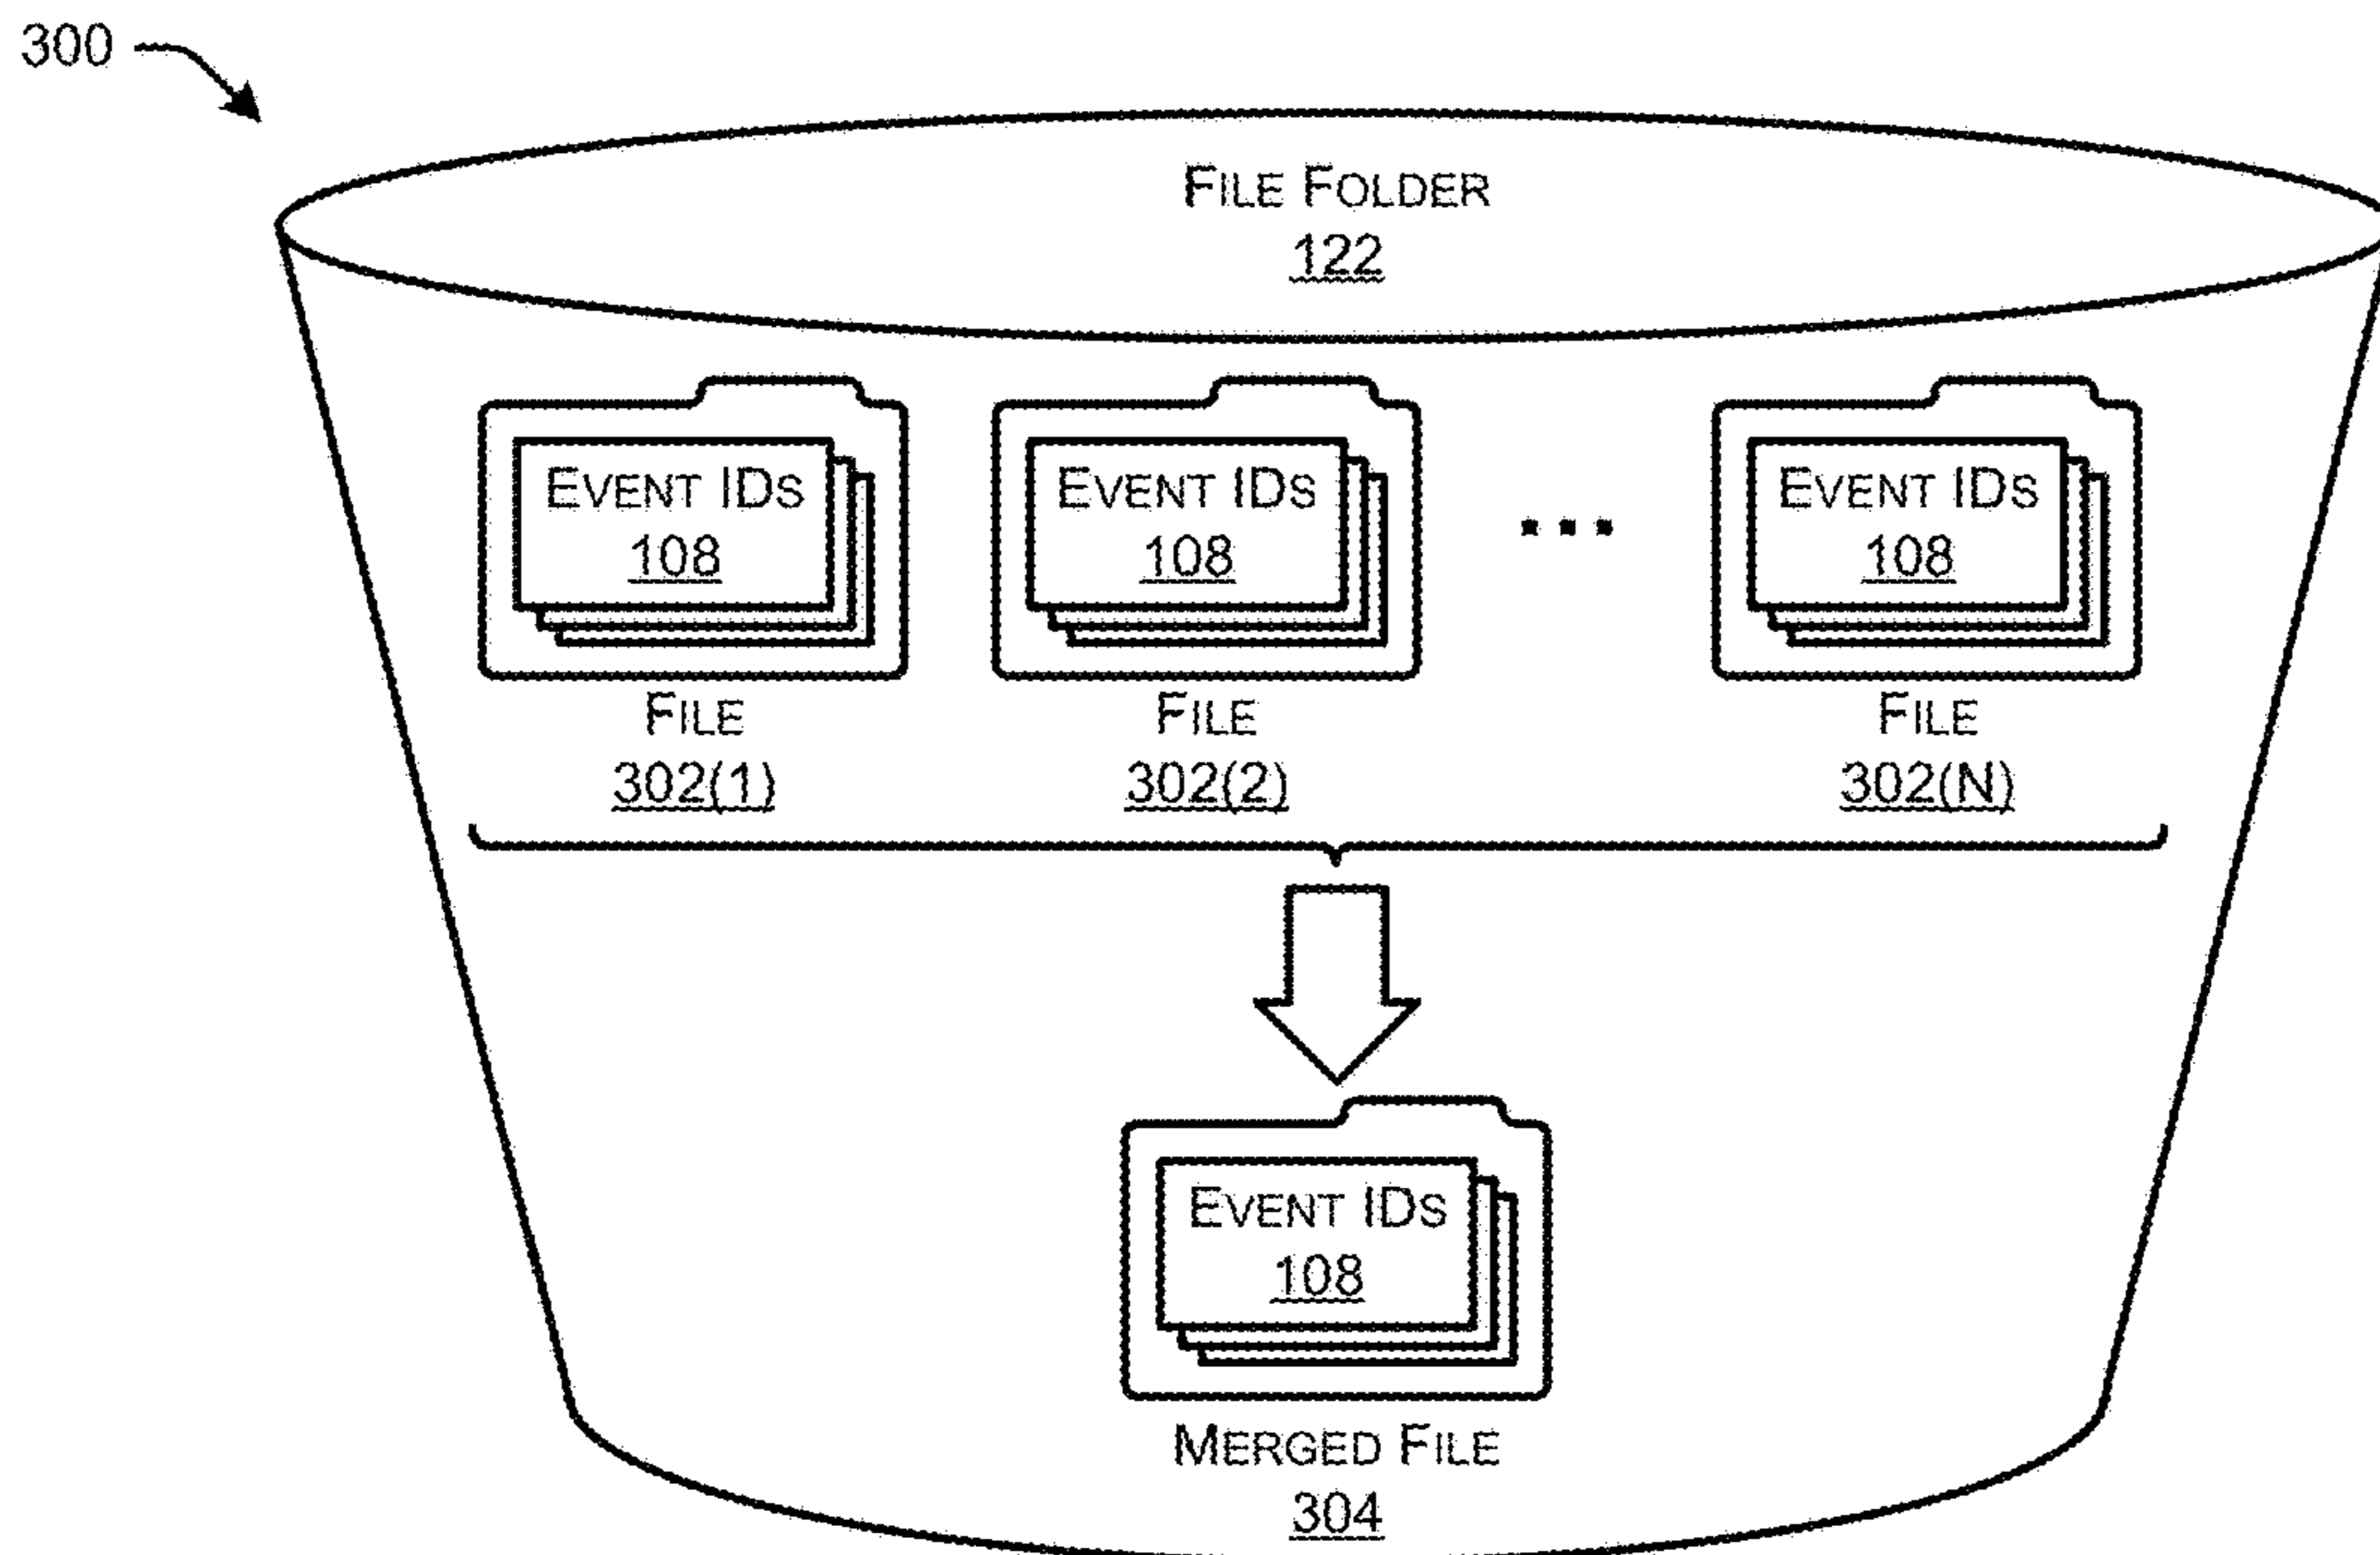 300
FILE FOLDER
122
EVENT IDS
108
EVENT IDS
108
...
EVENT IDS
108
FILE
302(1)
FILE
302(2)
FILE
302(N)
EVENT IDS
108
MERGED FILE
304